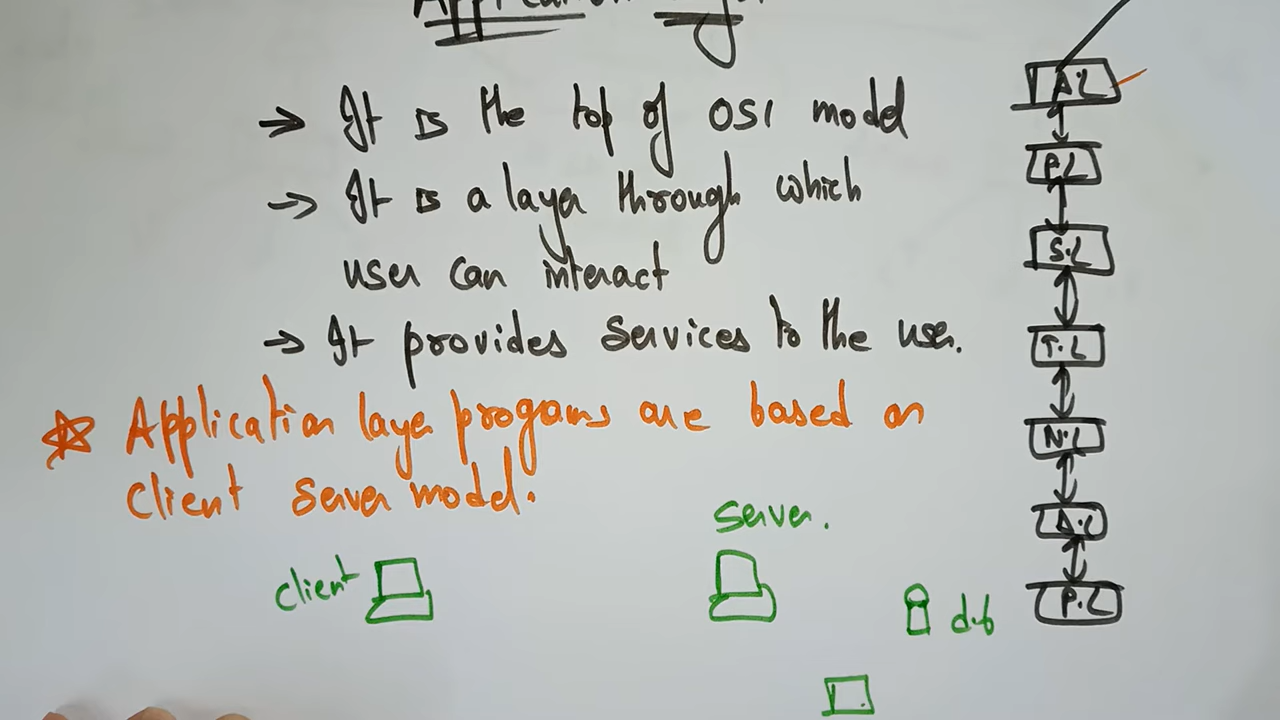 → It is the top of OSI model
→ It is a layer through which
user can interact
→ It provides services to the user.
☆ Application layer progams are based on
client server model.
server.
client
d.b
A.L
P.L
S.L
T.L
N.L
D.L
P.L